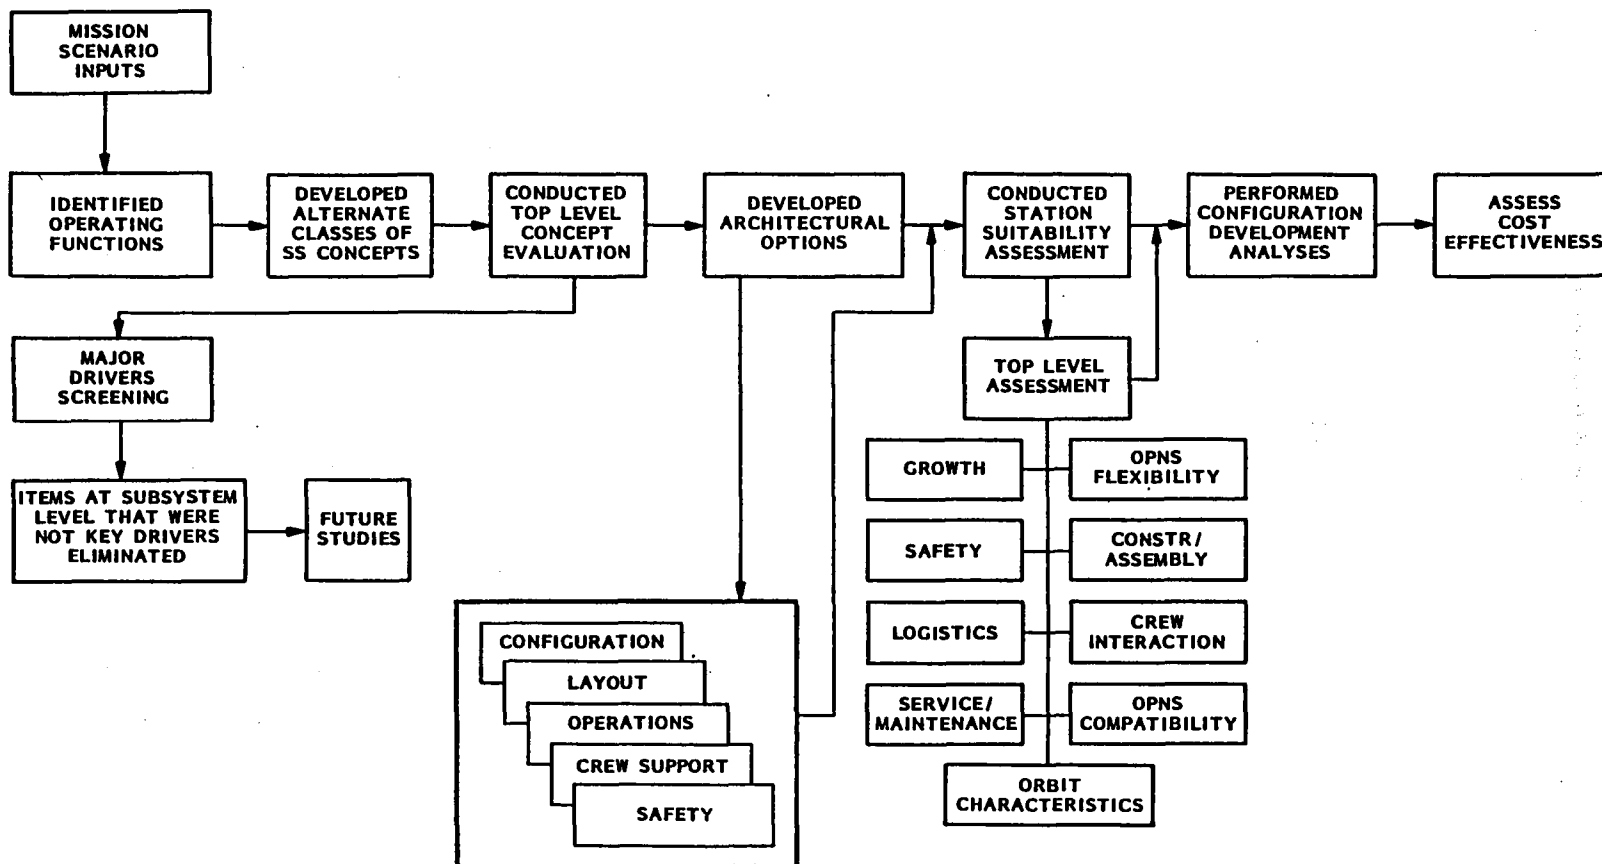 MISSION
SCENARIO
INPUTS
IDENTIFIED
OPERATING
FUNCTIONS
DEVELOPED
ALTERNATE
CLASSES OF
SS CONCEPTS
CONDUCTED
TOP LEVEL
CONCEPT
EVALUATION
DEVELOPED
ARCHITECTURAL
OPTIONS
CONDUCTED
STATION
SUITABILITY
ASSESSMENT
PERFORMED
CONFIGURATION
DEVELOPMENT
ANALYSES
ASSESS
COST
EFFECTIVENESS
MAJOR
DRIVERS
SCREENING
TOP LEVEL
ASSESSMENT
ITEMS AT SUBSYSTEM
LEVEL THAT WERE
NOT KEY DRIVERS
ELIMINATED
FUTURE
STUDIES
CONFIGURATION
LAYOUT
OPERATIONS
CREW SUPPORT
SAFETY
GROWTH
OPNS
FLEXIBILITY
SAFETY
CONSTR/
ASSEMBLY
LOGISTICS
CREW
INTERACTION
SERVICE/
MAINTENANCE
OPNS
COMPATIBILITY
ORBIT
CHARACTERISTICS